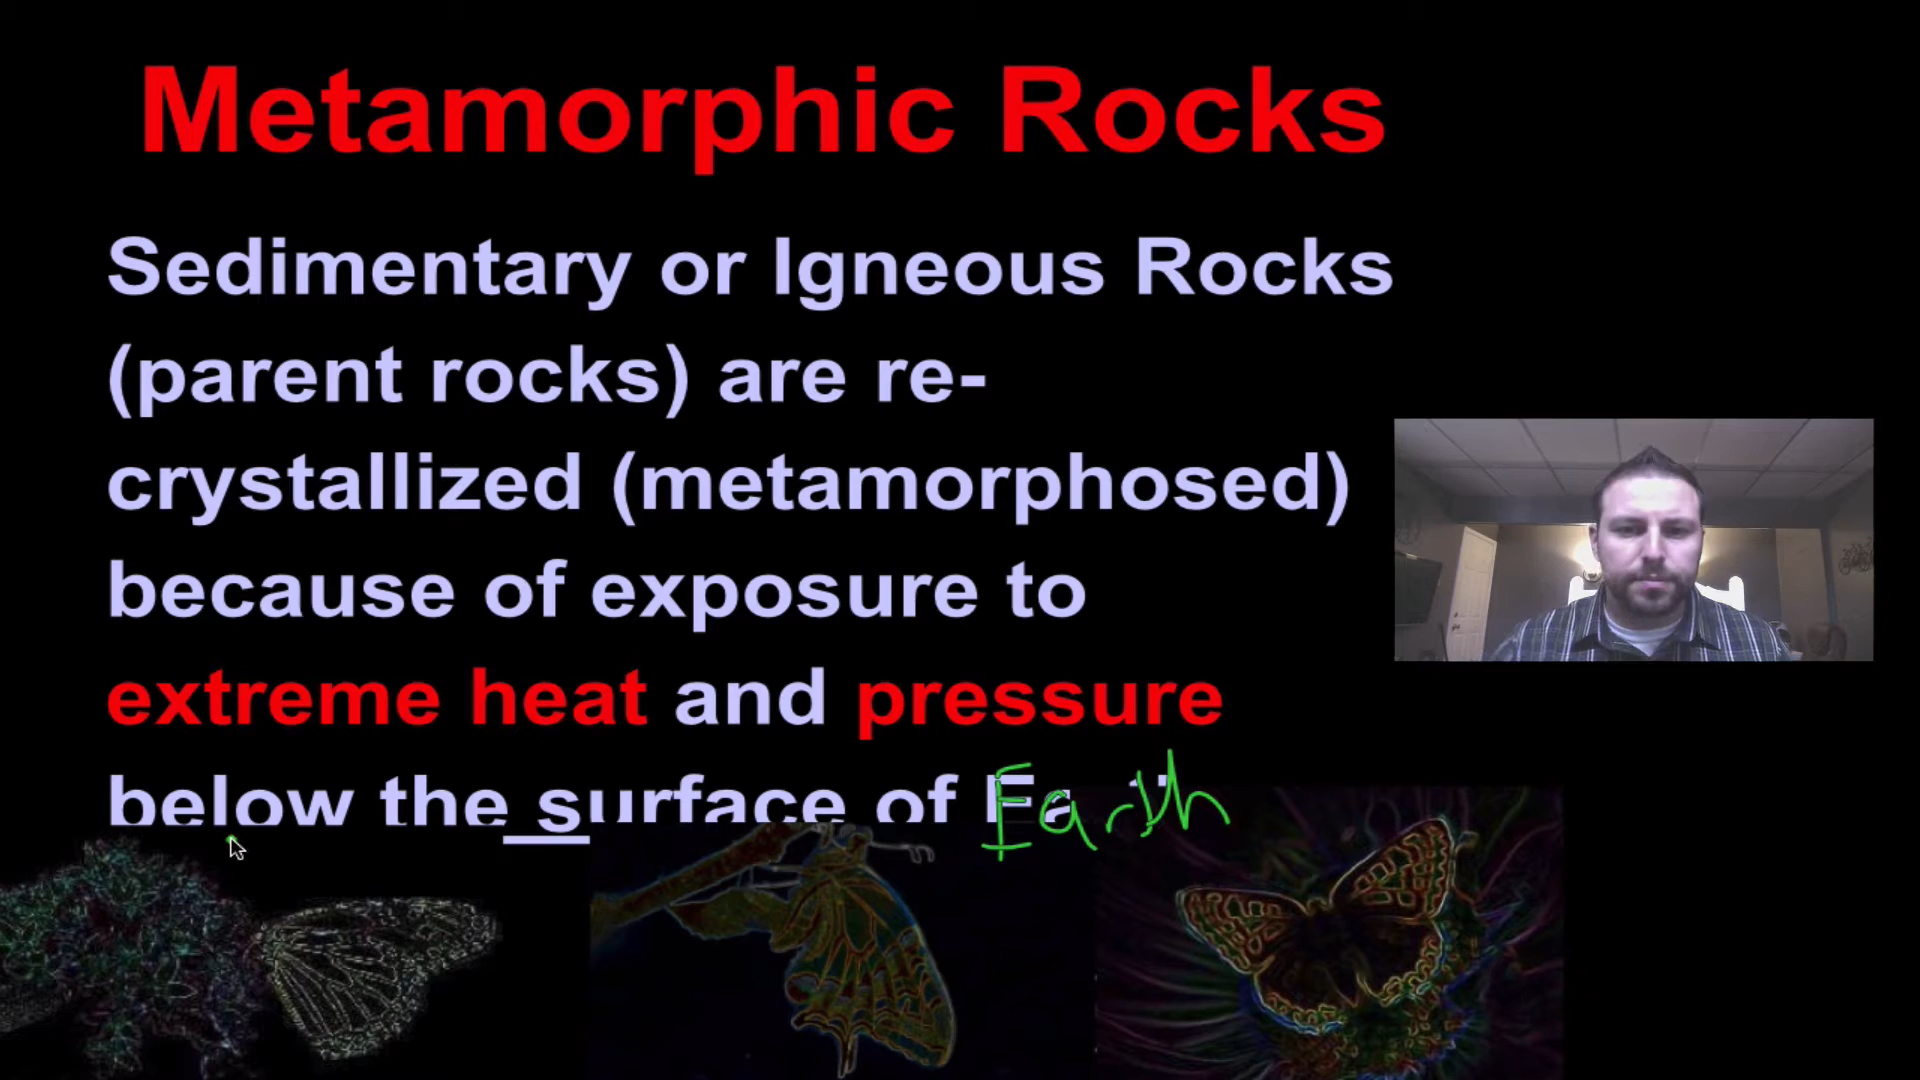 Metamorphic Rocks
Sedimentary or Igneous Rocks
(parent rocks) are re-
crystallized (metamorphosed)
because of exposure to
extreme heat and pressure
below the surface of Earth